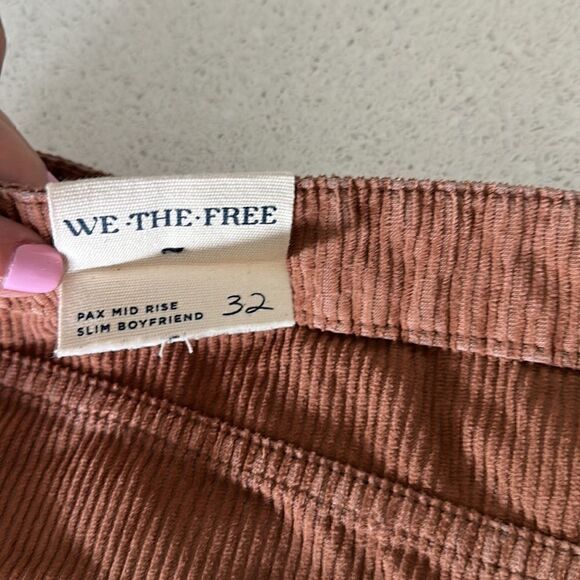 WE·THE·FREE
PAX MID RISE
SLIM BOYFRIEND 32